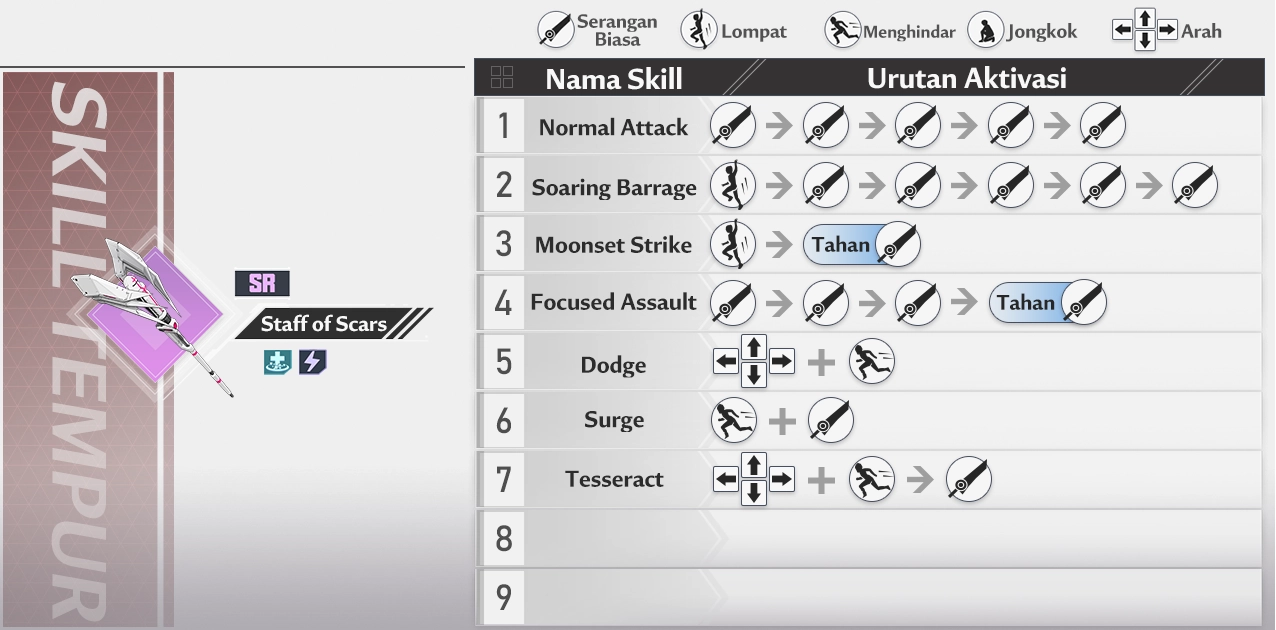 Serangan
Biasa
Lompat
Menghindar
Jongkok
Arah
SKILL TEMPUR
SR
Staff of Scars
Nama Skill
Urutan Aktivasi
1 Normal Attack
2 Soaring Barrage
3 Moonset Strike Tahan
4 Focused Assault Tahan
5 Dodge
6 Surge
7 Tesseract
8
9